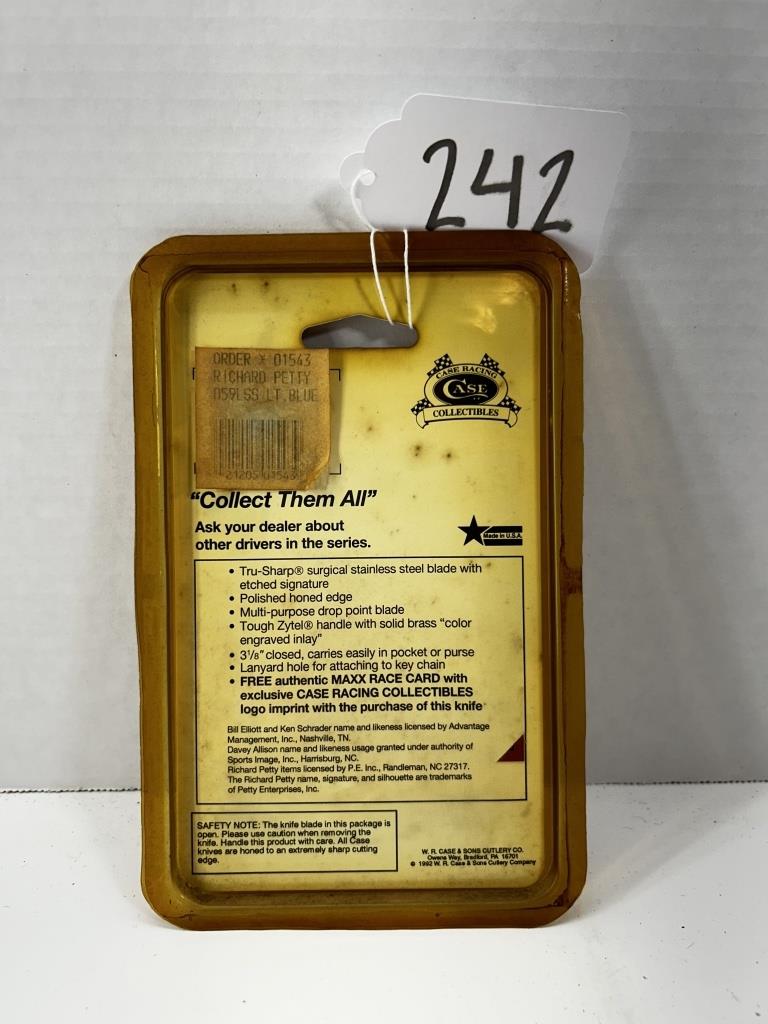 242
ORDER # 01543
RICHARD PETTY
059LSS LT.BLUE
21205 01543
CASE RACING
CASE
COLLECTIBLES
"Collect Them All"
Ask your dealer about
other drivers in the series.
Made in U.S.A.
• Tru-Sharp® surgical stainless steel blade with
etched signature
• Polished honed edge
• Multi-purpose drop point blade
• Tough Zytel® handle with solid brass "color
engraved inlay"
• 3 1/8" closed, carries easily in pocket or purse
• Lanyard hole for attaching to key chain
• FREE authentic MAXX RACE CARD with
exclusive CASE RACING COLLECTIBLES
logo imprint with the purchase of this knife
Bill Elliott and Ken Schrader name and likeness licensed by Advantage
Management, Inc., Nashville, TN.
Davey Allison name and likeness usage granted under authority of
Sports Image, Inc., Harrisburg, NC.
Richard Petty items licensed by P.E. Inc., Randleman, NC 27317.
The Richard Petty name, signature, and silhouette are trademarks
of Petty Enterprises, Inc.
SAFETY NOTE: The knife blade in this package is
open. Please use caution when removing the
knife. Handle this product with care. All Case
knives are honed to an extremely sharp cutting
edge.
W. R. CASE & SONS CUTLERY CO.
Owens Way, Bradford, PA 16701
© 1992 W. R. Case & Sons Cutlery Company